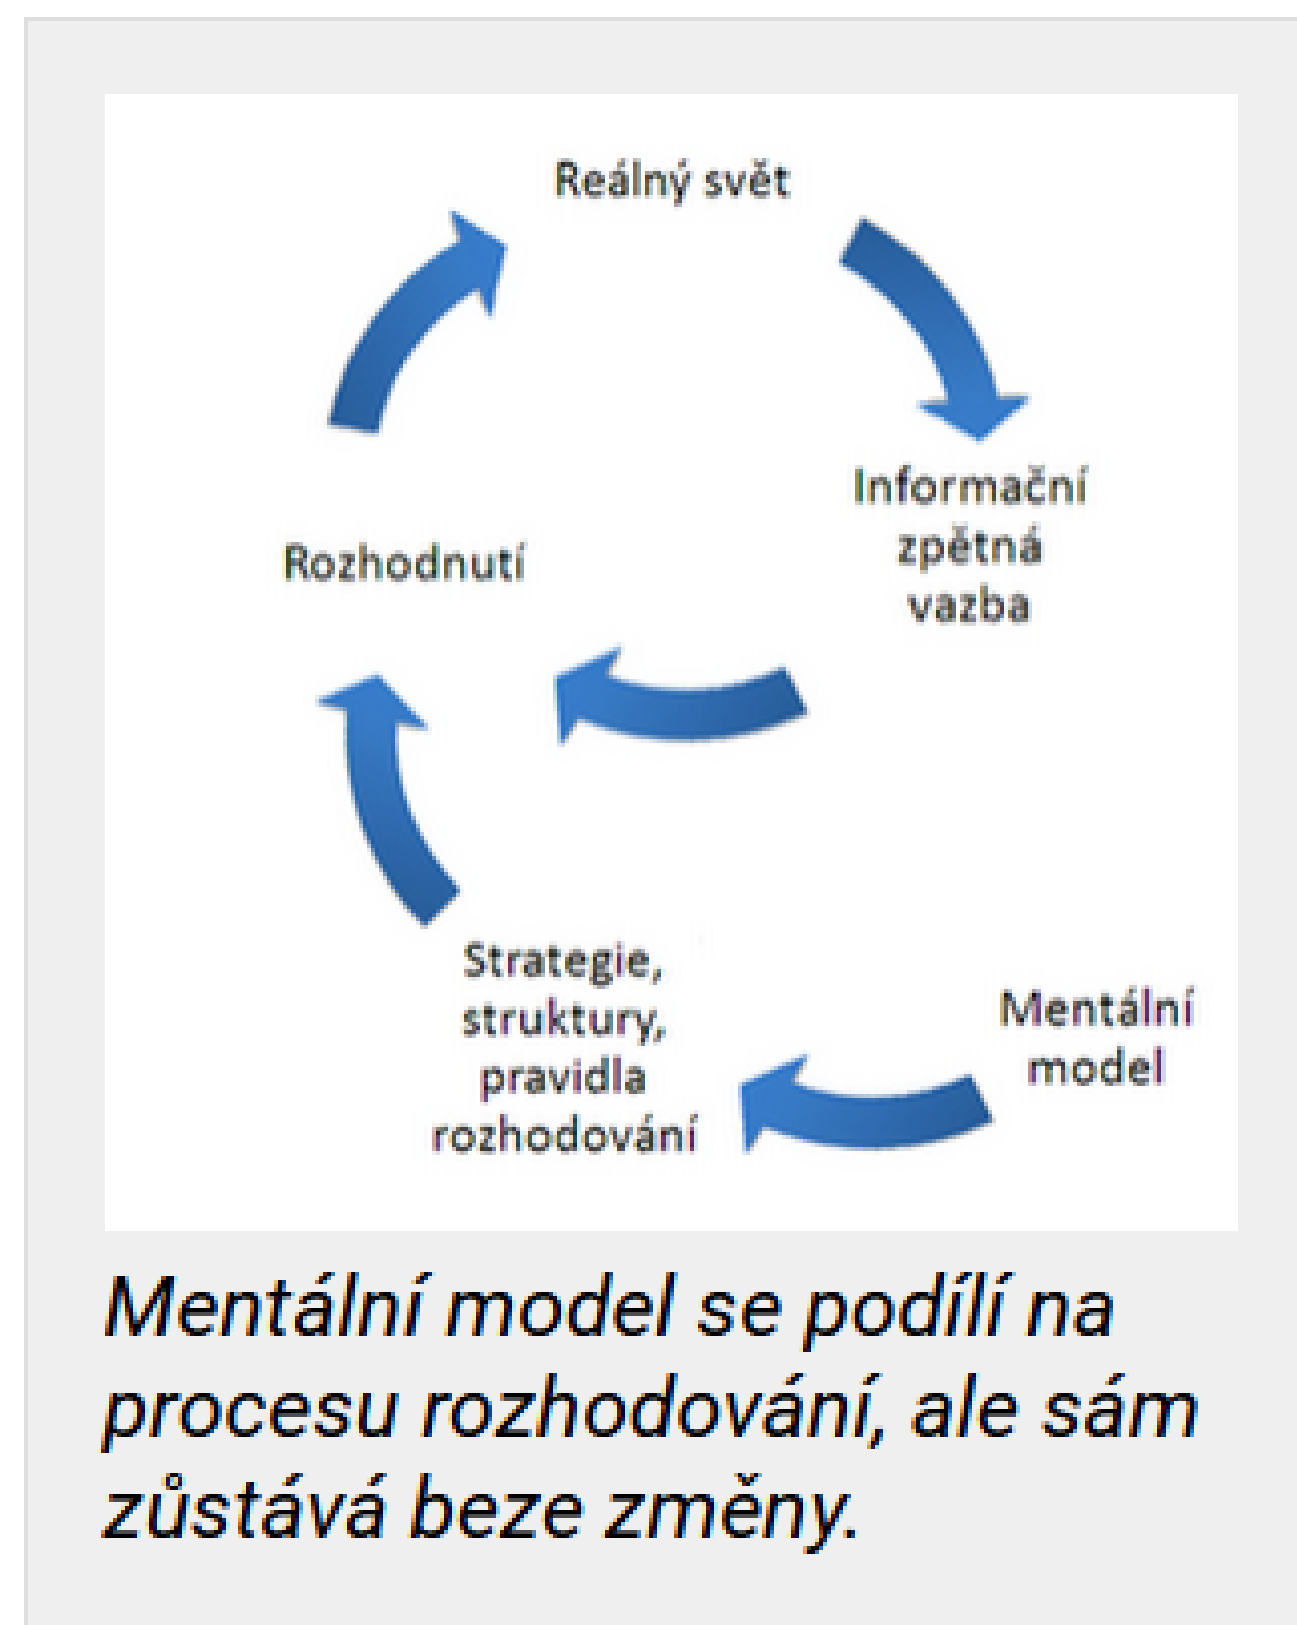 Reálný svět
Informační
zpětná
vazba
Rozhodnutí
Strategie,
struktury,
pravidla
rozhodování
Mentální
model
Mentální model se podílí na
procesu rozhodování, ale sám
zůstává beze změny.